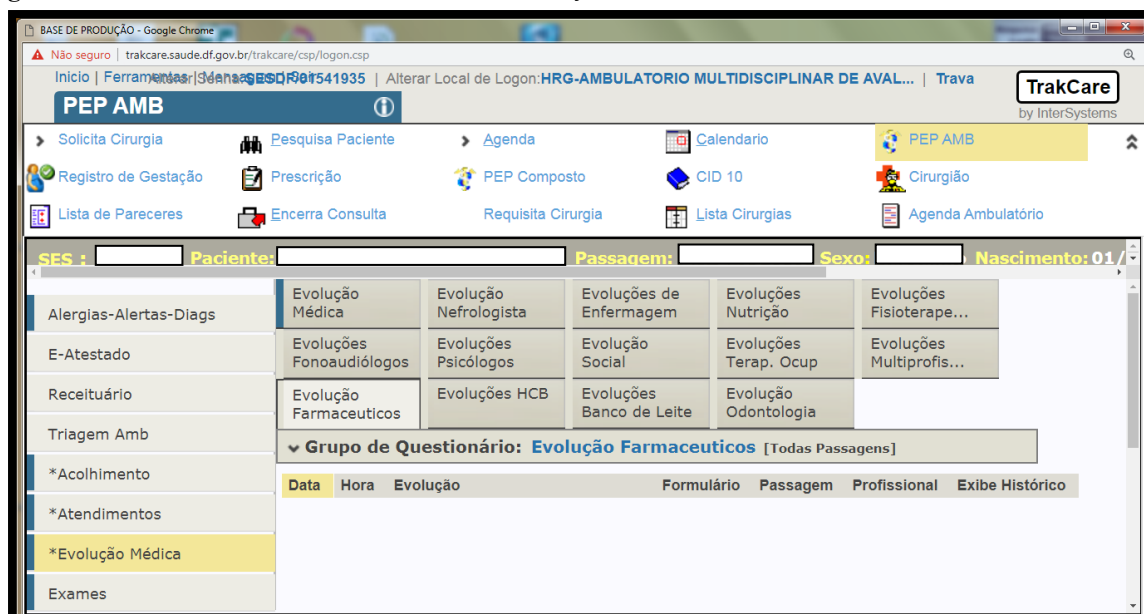 BASE DE PRODUÇÃO - Google Chrome
Não seguro | trakcare.saude.df.gov.br/trakcare/csp/logon.csp
Inicio | Ferramentas | Mensagens | Sair
Alterar Senha: SESDF/01541935 | Alterar Local de Logon:HRG-AMBULATORIO MULTIDISCIPLINAR DE AVAL... | Trava
TrakCare
by InterSystems
PEP AMB
Solicita Cirurgia Pesquisa Paciente Agenda Calendario PEP AMB
Registro de Gestação Prescrição PEP Composto CID 10 Cirurgião
Lista de Pareceres Encerra Consulta Requisita Cirurgia Lista Cirurgias Agenda Ambulatório
SES : Paciente: Passagem: Sexo: Nascimento: 01/
Alergias-Alertas-Diags
E-Atestado
Receituário
Triagem Amb
*Acolhimento
*Atendimentos
*Evolução Médica
Exames
Evolução Médica
Evolução Nefrologista
Evoluções de Enfermagem
Evoluções Nutrição
Evoluções Fisioterape...
Evoluções Fonoaudiólogos
Evoluções Psicólogos
Evolução Social
Evoluções Terap. Ocup
Evoluções Multiprofis...
Evolução Farmaceuticos
Evoluções HCB
Evoluções Banco de Leite
Evolução Odontologia
Grupo de Questionário: Evolução Farmaceuticos [Todas Passagens]
Data Hora Evolução Formulário Passagem Profissional Exibe Histórico